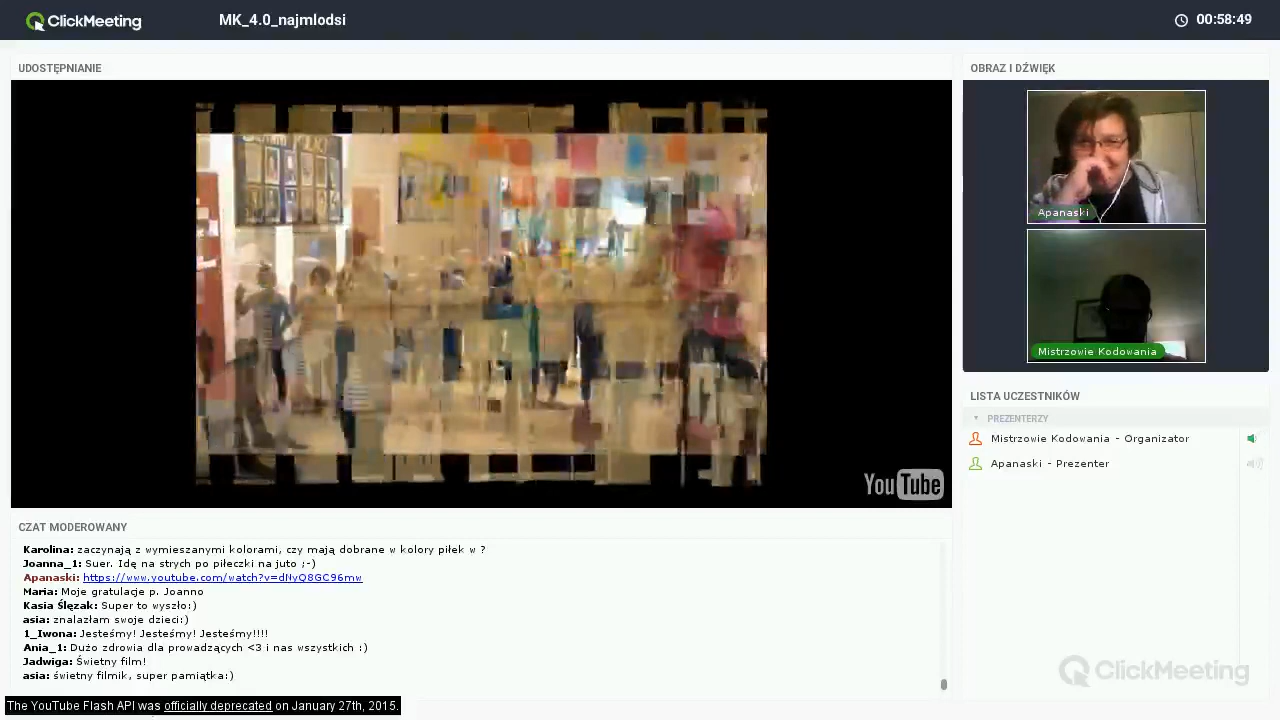 ClickMeeting
MK_4.0_najmlodsi
00:58:49
UDOSTĘPNIANIE
OBRAZ I DŹWIĘK
Apanaski
Mistrzowie Kodowania
LISTA UCZESTNIKÓW
PREZENTERZY
Mistrzowie Kodowania - Organizator
Apanaski - Prezenter
YouTube
CZAT MODEROWANY
Karolina: zaczynają z wymieszanymi kolorami, czy mają dobrane w kolory piłek w ?
Joanna_1: Suer. Idę na strych po piłeczki na juto ;-)
Apanaski: https://www.youtube.com/watch?v=dNyQ8GC96mw
Maria: Moje gratulacje p. Joanno
Kasia Ślęzak: Super to wyszło:)
asia: znalazłam swoje dzieci:)
1_Iwona: Jesteśmy! Jesteśmy! Jesteśmy!!!!
Ania_1: Dużo zdrowia dla prowadzących <3 i nas wszystkich :)
Jadwiga: Świetny film!
asia: świetny filmik, super pamiątka:)
ClickMeeting
The YouTube Flash API was officially deprecated on January 27th, 2015.